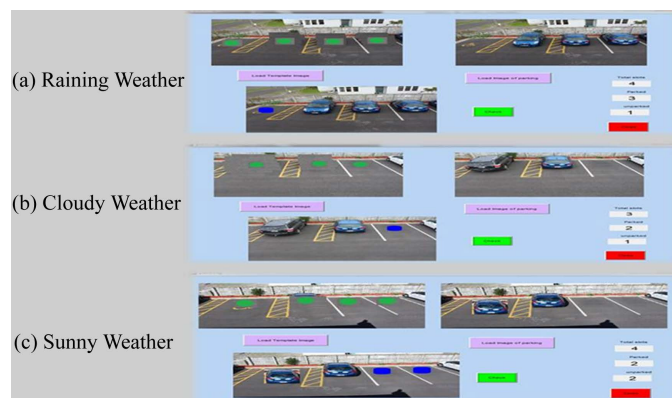 (a) Raining Weather
Load Template Image
Load Image of parking
Total slots
4
Parked
3
unparked
1
(b) Cloudy Weather
Load Template Image
Load Image of parking
Total slots
3
Parked
2
unparked
1
(c) Sunny Weather
Load Template Image
Load Image of parking
Total slots
4
Parked
2
unparked
2